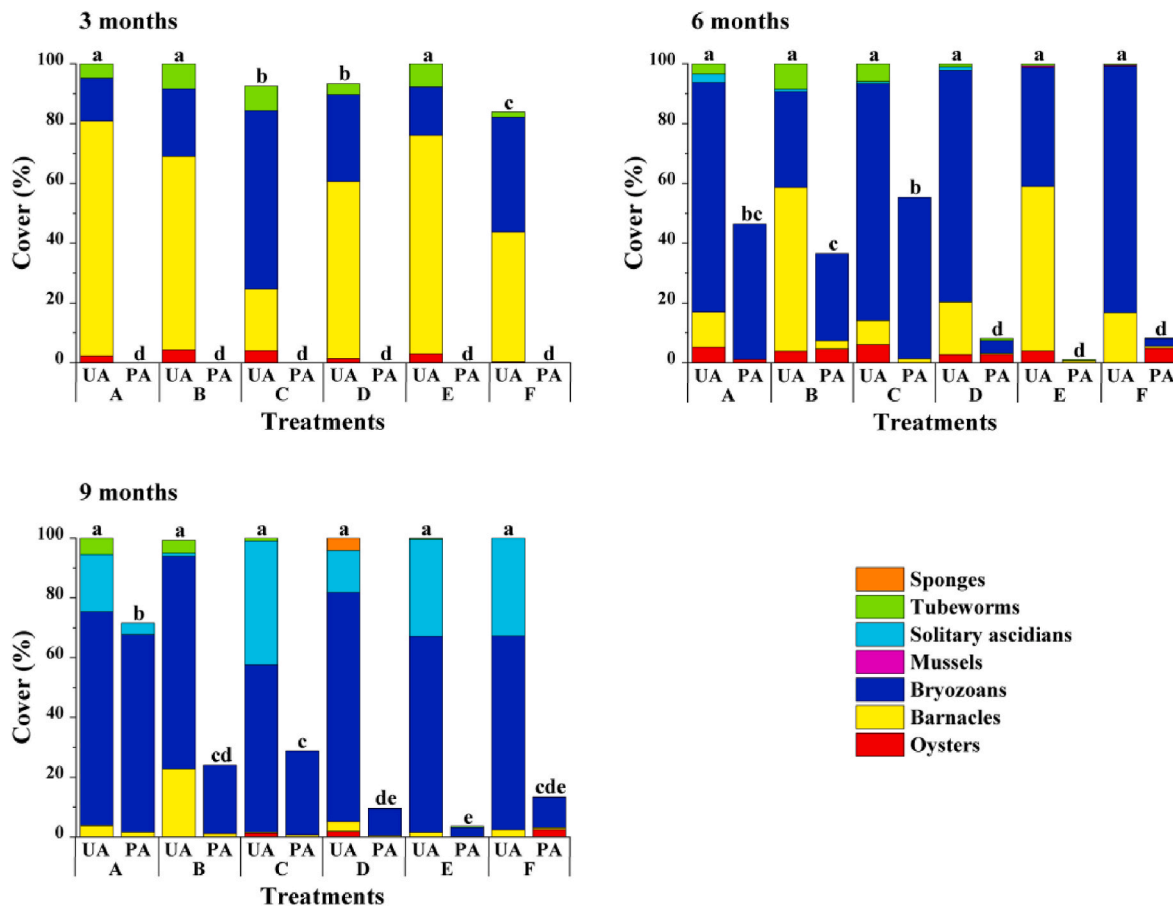 3 months
100
80
60
40
20
0
Cover (%)
a
a
b
b
a
c
d
d
d
d
d
d
UA PA UA PA UA PA UA PA UA PA UA PA
A B C D E F
Treatments
6 months
100
80
60
40
20
0
Cover (%)
a
a
a
a
a
a
bc
c
b
d
d
d
UA PA UA PA UA PA UA PA UA PA UA PA
A B C D E F
Treatments
9 months
100
80
60
40
20
0
Cover (%)
a
a
a
a
a
a
b
cd
c
de
e
cde
UA PA UA PA UA PA UA PA UA PA UA PA
A B C D E F
Treatments
Sponges
Tubeworms
Solitary ascidians
Mussels
Bryozoans
Barnacles
Oysters